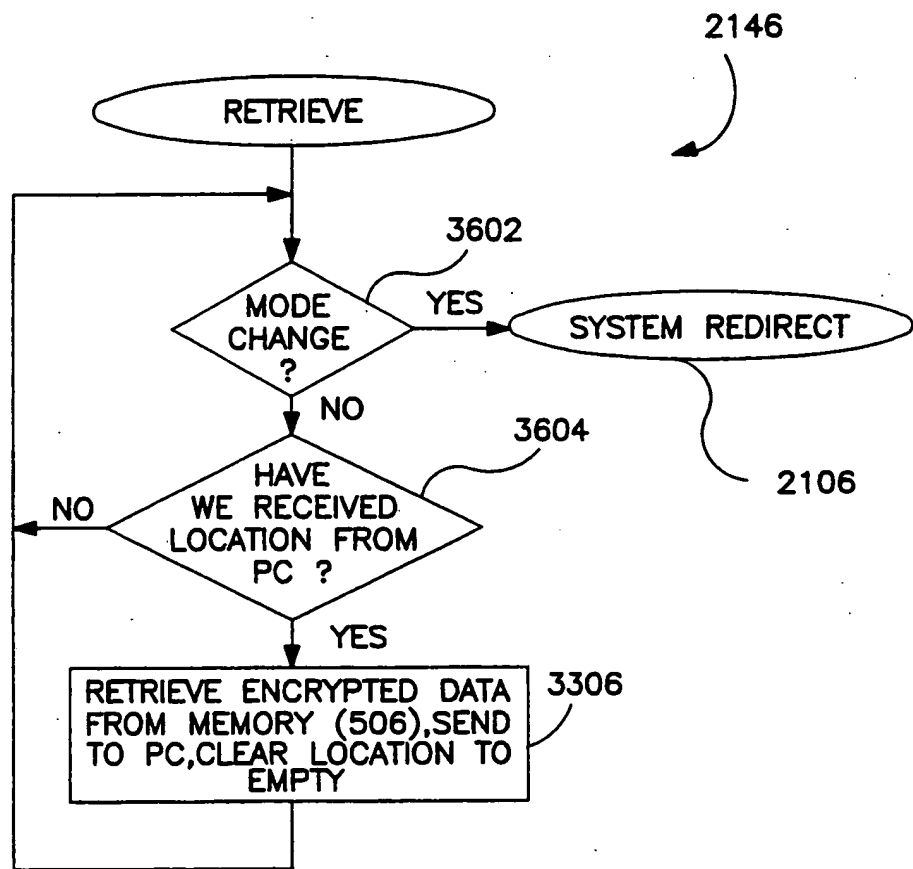 2146
RETRIEVE
3602
MODE
CHANGE
?
YES
SYSTEM REDIRECT
NO
2106
3604
HAVE
WE RECEIVED
LOCATION FROM
PC ?
NO
YES
3306
RETRIEVE ENCRYPTED DATA
FROM MEMORY (506),SEND
TO PC,CLEAR LOCATION TO
EMPTY